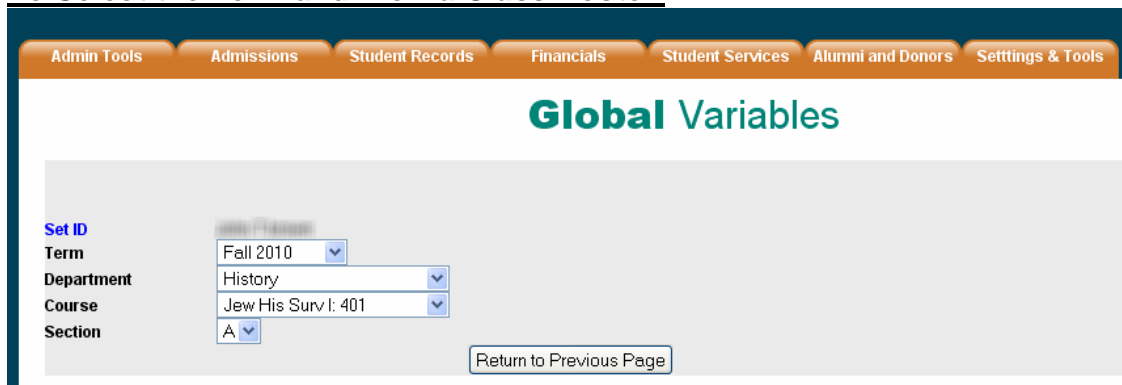 Admin Tools Admissions Student Records Financials Student Services Alumni and Donors Setttings & Tools
Global Variables
Set ID
Term Fall 2010
Department History
Course Jew His Surv I: 401
Section A
Return to Previous Page